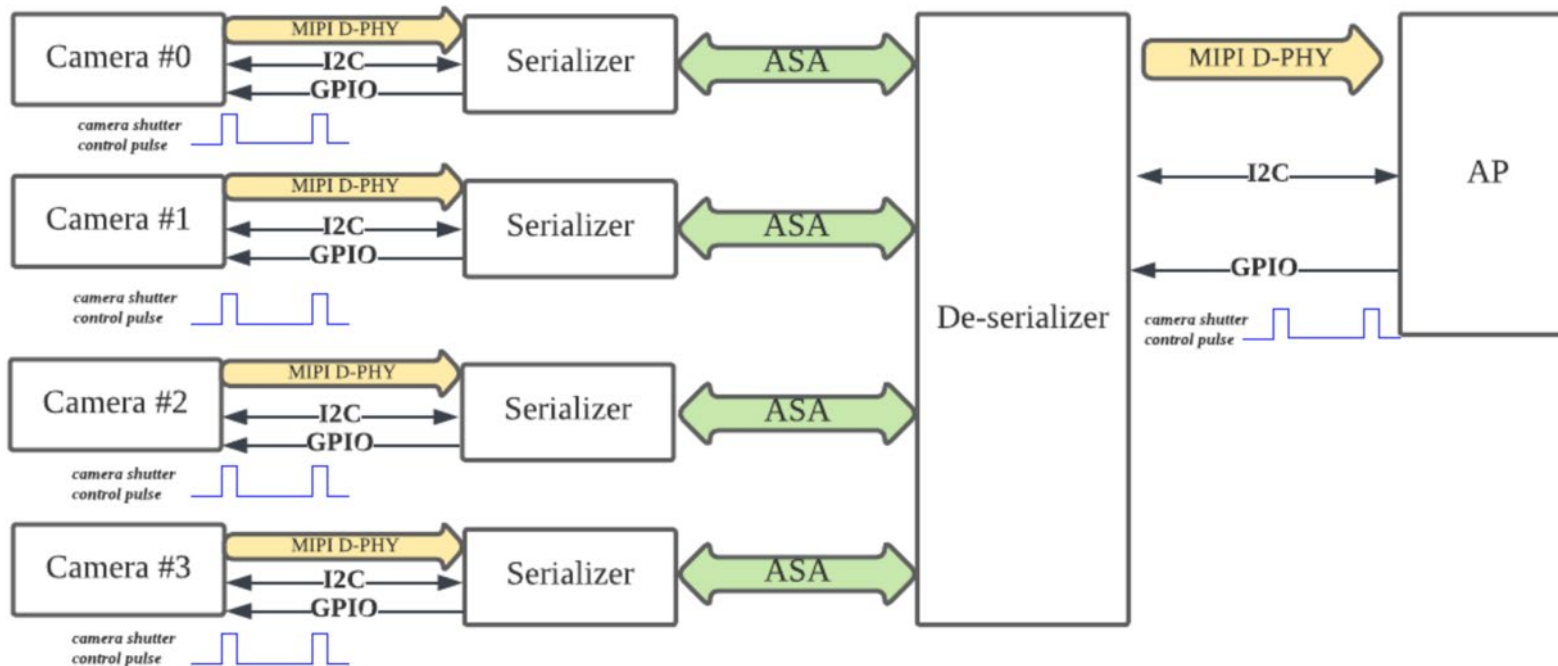 Camera #0
MIPI D-PHY
I2C
GPIO
camera shutter
control pulse
Serializer
ASA
Camera #1
MIPI D-PHY
I2C
GPIO
camera shutter
control pulse
Serializer
ASA
Camera #2
MIPI D-PHY
I2C
GPIO
camera shutter
control pulse
Serializer
ASA
Camera #3
MIPI D-PHY
I2C
GPIO
camera shutter
control pulse
Serializer
ASA
De-serializer
MIPI D-PHY
I2C
GPIO
camera shutter
control pulse
AP